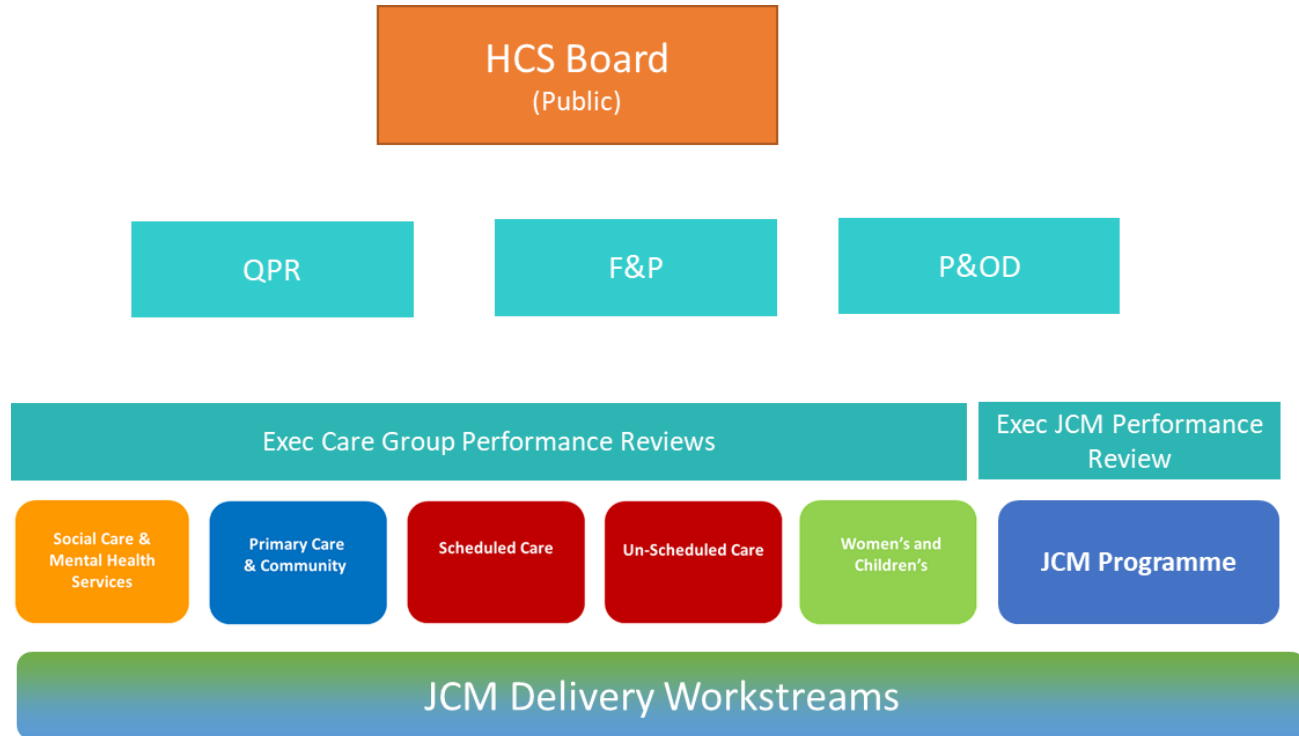 HCS Board
(Public)
QPR
F&P
P&OD
Exec Care Group Performance Reviews
Exec JCM Performance
Review
Social Care &
Mental Health
Services
Primary Care
& Community
Scheduled Care
Un-Scheduled Care
Women’s and
Children’s
JCM Programme
JCM Delivery Workstreams